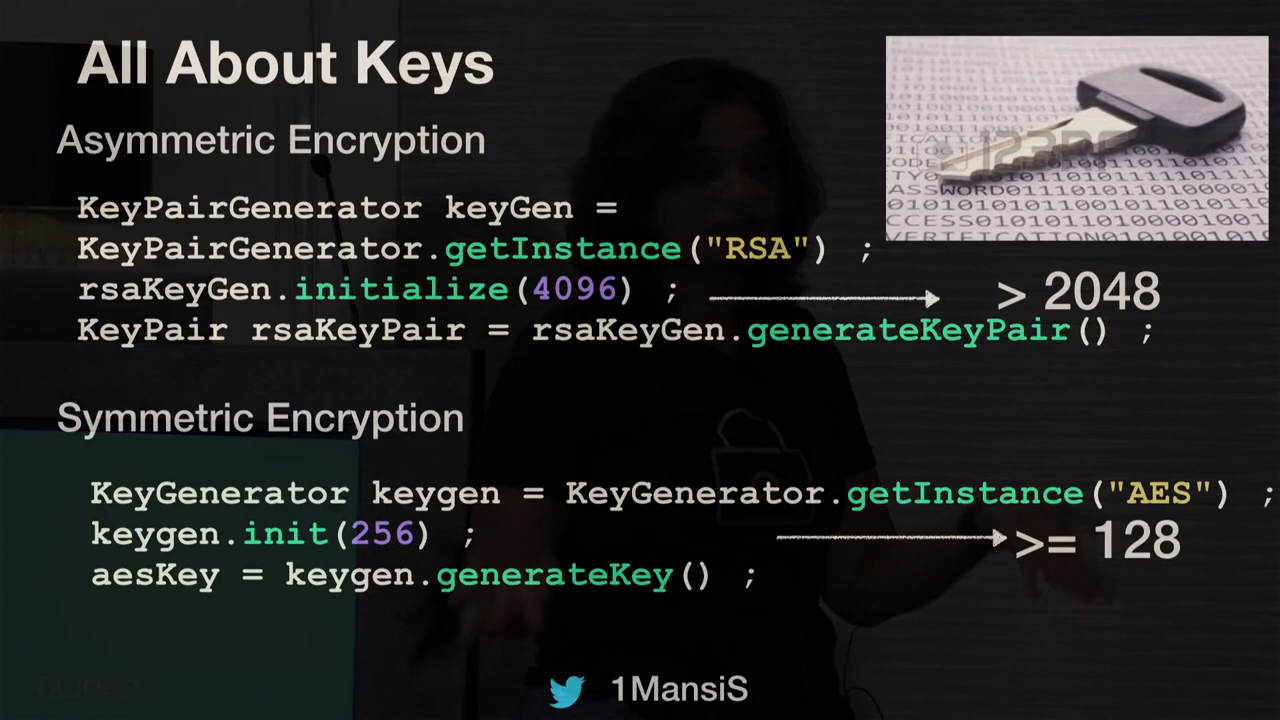 All About Keys
Asymmetric Encryption
KeyPairGenerator keyGen =
KeyPairGenerator.getInstance("RSA") ;
rsaKeyGen.initialize(4096) ;
> 2048
KeyPair rsaKeyPair = rsaKeyGen.generateKeyPair() ;
Symmetric Encryption
KeyGenerator keygen = KeyGenerator.getInstance("AES") ;
keygen.init(256) ;
>= 128
aesKey = keygen.generateKey() ;
1MansiS